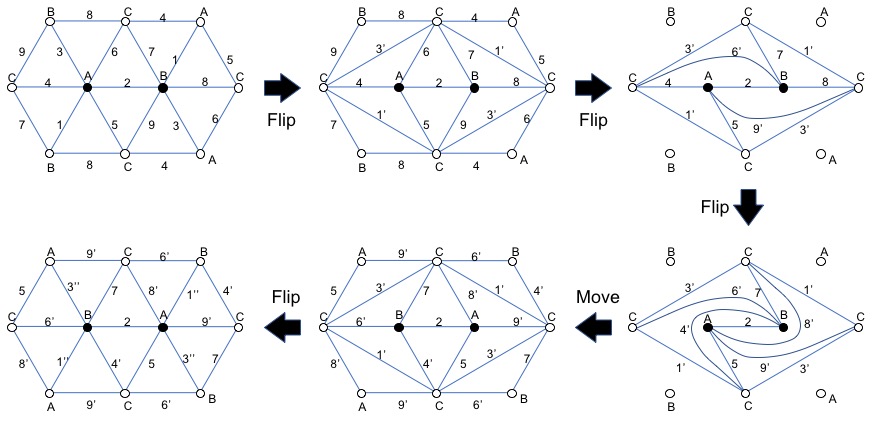 B 8 C 4 A
9 3 6 7 1 5
C 4 A 2 B 8 C
7 1 5 9 3 6
B 8 C 4 A
Flip
B 8 C 4 A
9 3' 6 7 1' 5
C 4 A 2 B 8 C
7 1' 5 9 3' 6
B 8 C 4 A
Flip
B C A
3' 6' 7 1'
C 4 A 2 B 8 C
1' 5 9' 3'
B C A
Flip
A 9' C 6' B
5 3'' 7 8' 1'' 4'
C 6' B 2 A 9' C
8' 1'' 4' 5 3'' 7
A 9' C 6' B
Flip
A 9' C 6' B
5 3' 7 8' 1' 4'
C 6' B 2 A 9' C
8' 1' 4' 5 3' 7
A 9' C 6' B
Move
B C A
3' 6' 7 1'
C 4' A 2 B 8' C
1' 5 9' 3'
B C A